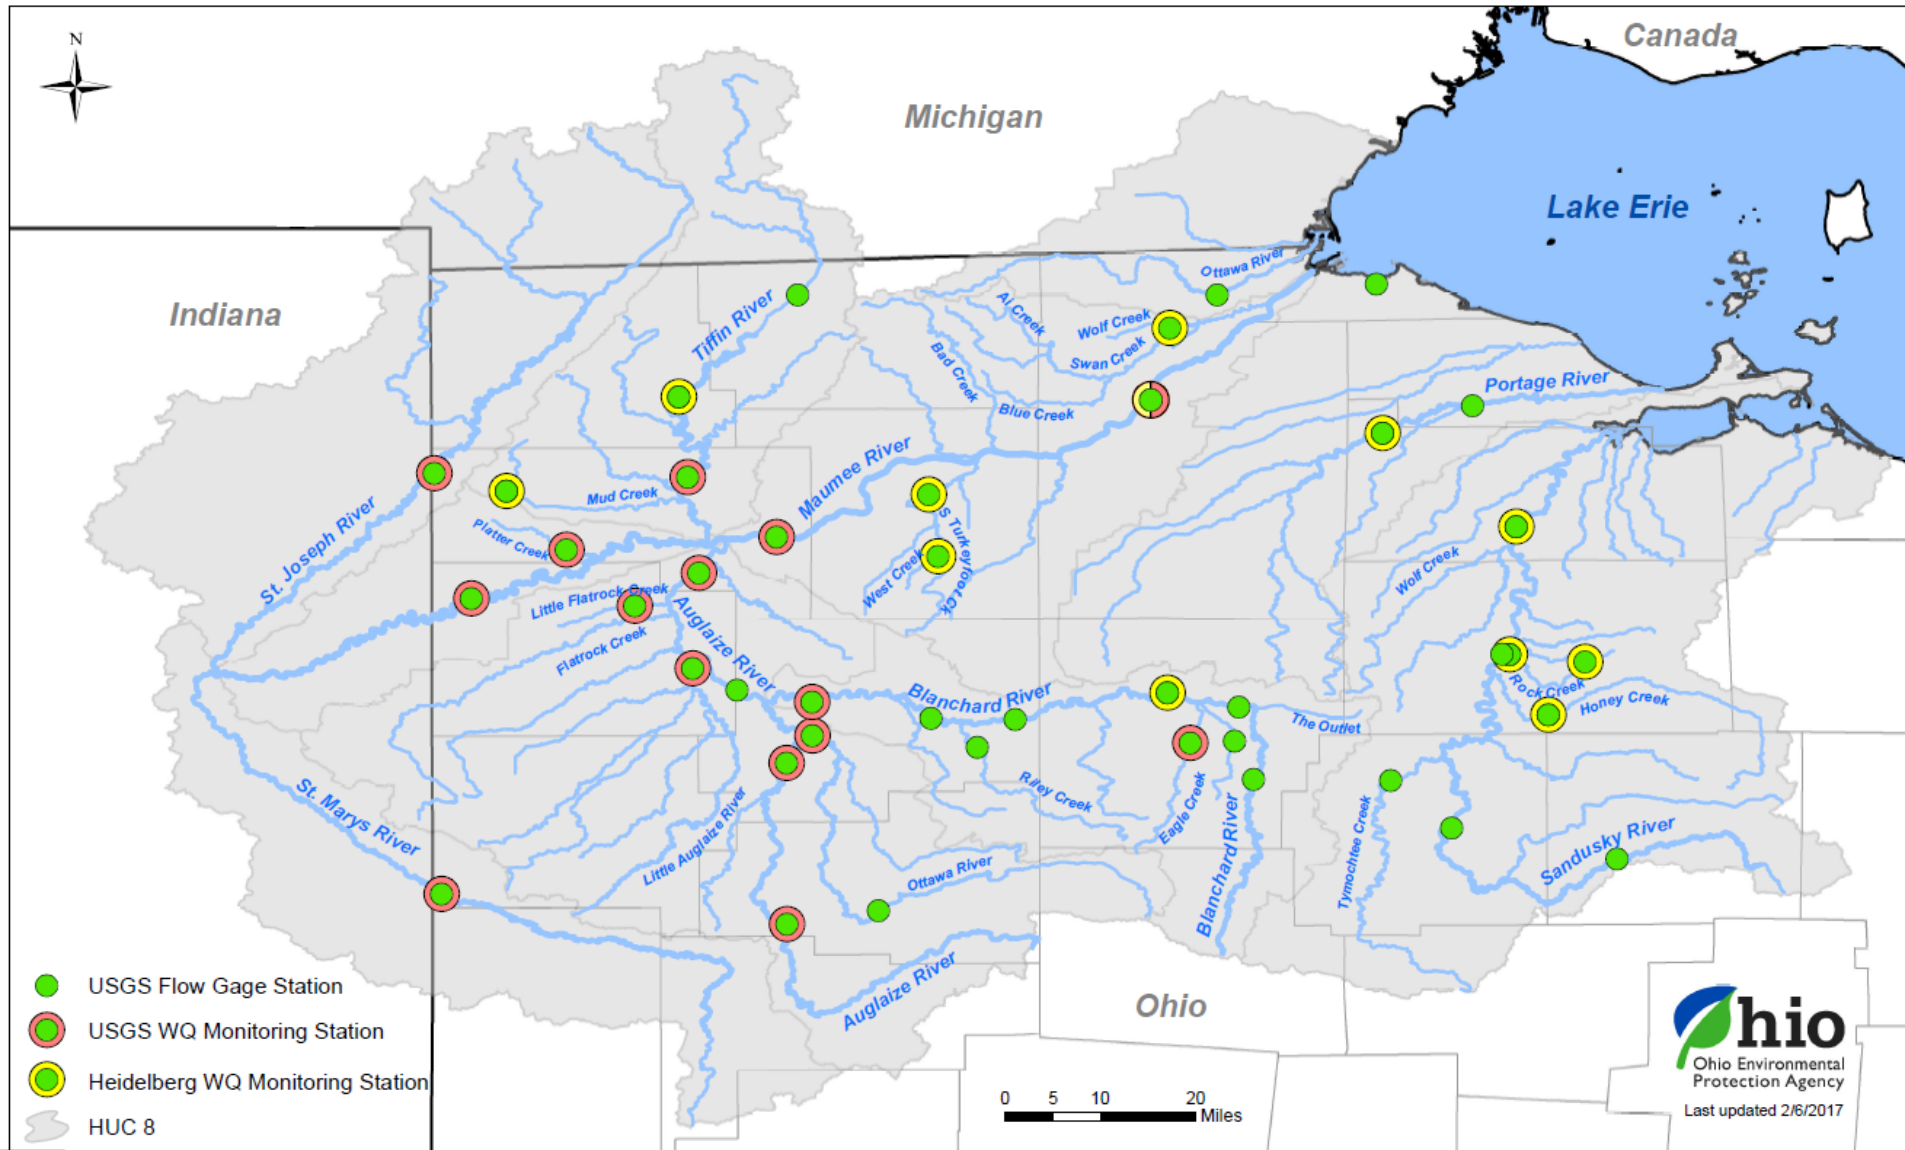 N
Canada
Michigan
Lake Erie
Indiana
Ottawa River
Tiffin River
Al Creek
Wolf Creek
Swan Creek
Bad Creek
Blue Creek
Portage River
Maumee River
Mud Creek
Platter Creek
St. Joseph River
S Turkeyfoot Ck
West Creek
Wolf Creek
Little Flatrock Creek
Flatrock Creek
Auglaize River
Blanchard River
Rock Creek
Honey Creek
The Outlet
St. Marys River
Riley Creek
Eagle Creek
Blanchard River
Little Auglaize River
Ottawa River
Tymochtee Creek
Sandusky River
Auglaize River
Ohio
USGS Flow Gage Station
USGS WQ Monitoring Station
Heidelberg WQ Monitoring Station
HUC 8
0 5 10 20
Miles
Ohio
Ohio Environmental
Protection Agency
Last updated 2/6/2017